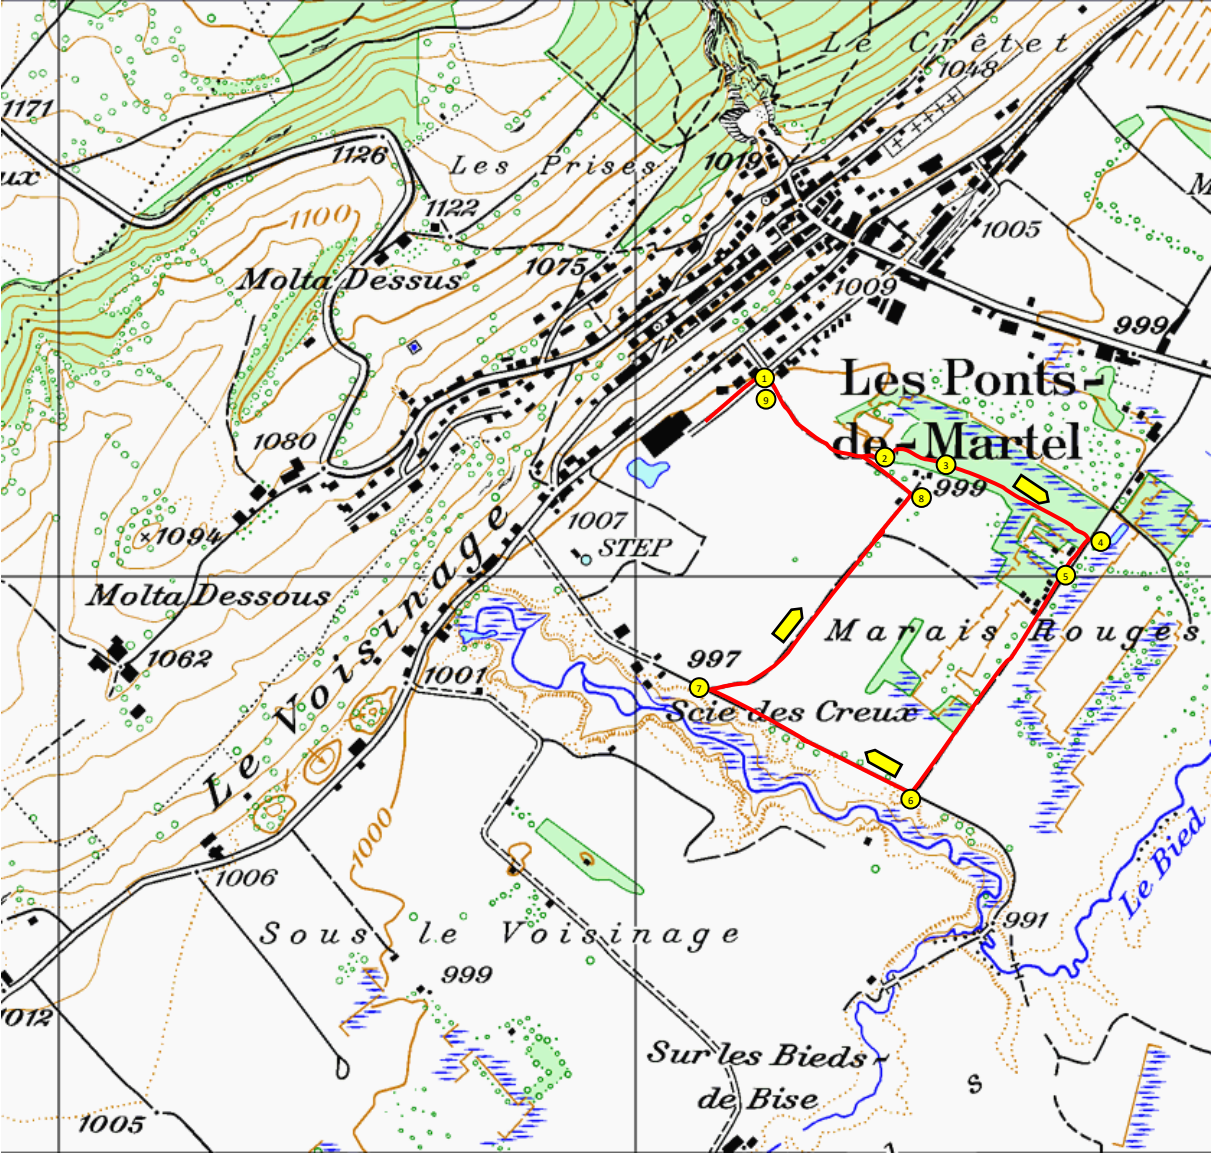 Le Crêtet
1048
1171
1126
Les Prises
1019
ux
M
1100
1122
1005
Molta Dessus
1075
1009
999
Les Ponts-
de-Martel
1
9
2
3
999
8
1080
1094
1007
STEP
4
5
Molta Dessous
Le Voisinage
Marais Rouges
1062
997
1001
7
Scie des Creux
6
1000
1006
Le Bied
991
Sous le Voisinage
999
1012
Sur les Bieds-
de Bise
s
1005